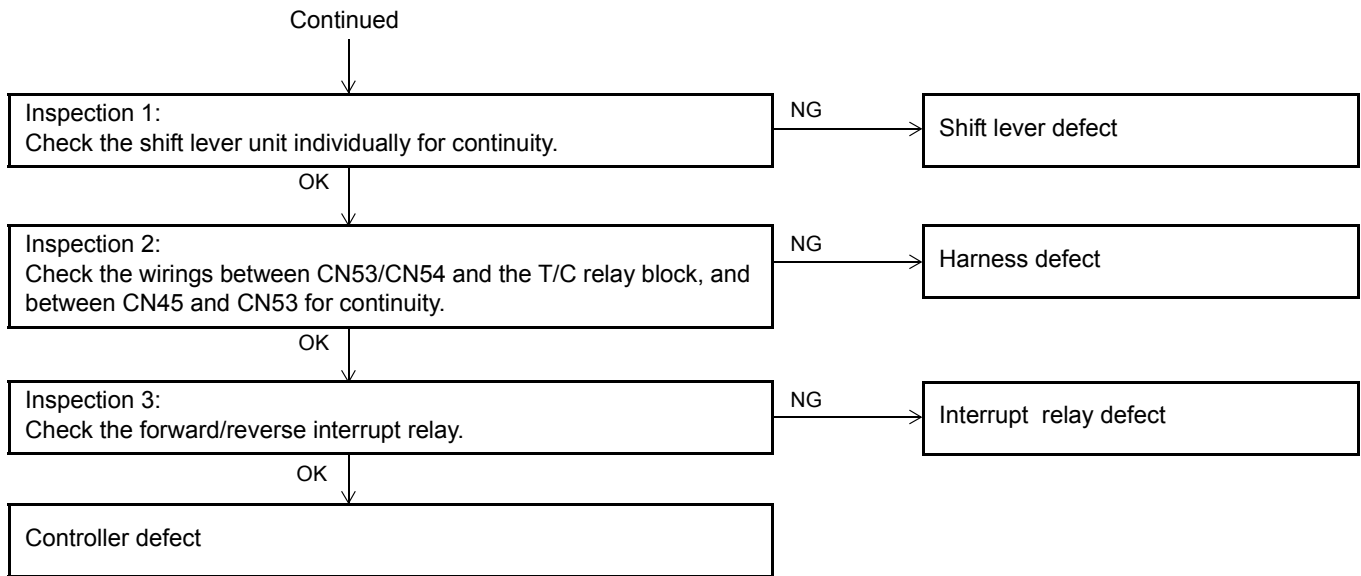 Continued
Inspection 1:
Check the shift lever unit individually for continuity.
NG
Shift lever defect
OK
Inspection 2:
Check the wirings between CN53/CN54 and the T/C relay block, and
between CN45 and CN53 for continuity.
NG
Harness defect
OK
Inspection 3:
Check the forward/reverse interrupt relay.
NG
Interrupt relay defect
OK
Controller defect